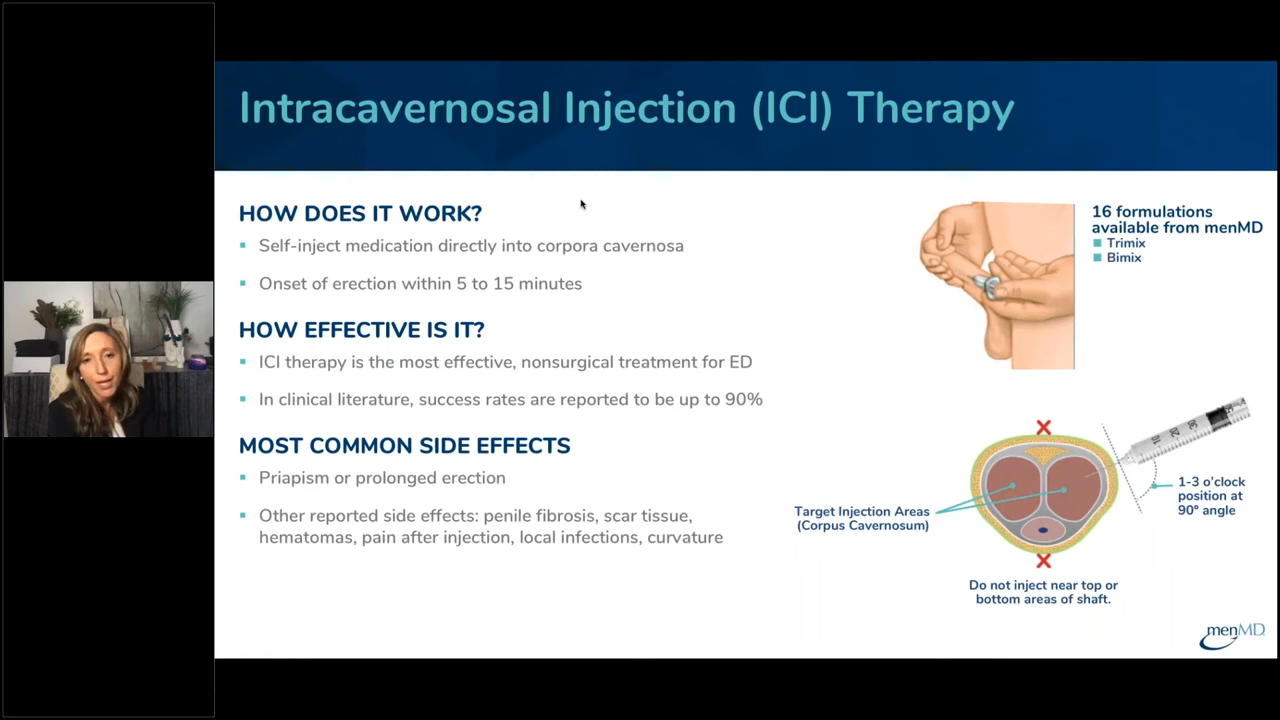 Intracavernosal Injection (ICI) Therapy
HOW DOES IT WORK?
Self-inject medication directly into corpora cavernosa
Onset of erection within 5 to 15 minutes
HOW EFFECTIVE IS IT?
ICI therapy is the most effective, nonsurgical treatment for ED
In clinical literature, success rates are reported to be up to 90%
MOST COMMON SIDE EFFECTS
Priapism or prolonged erection
Other reported side effects: penile fibrosis, scar tissue,
hematomas, pain after injection, local infections, curvature
16 formulations
available from menMD
Trimix
Bimix
10 20 30
Target Injection Areas
(Corpus Cavernosum)
1-3 o'clock
position at
90° angle
Do not inject near top or
bottom areas of shaft.
menMD